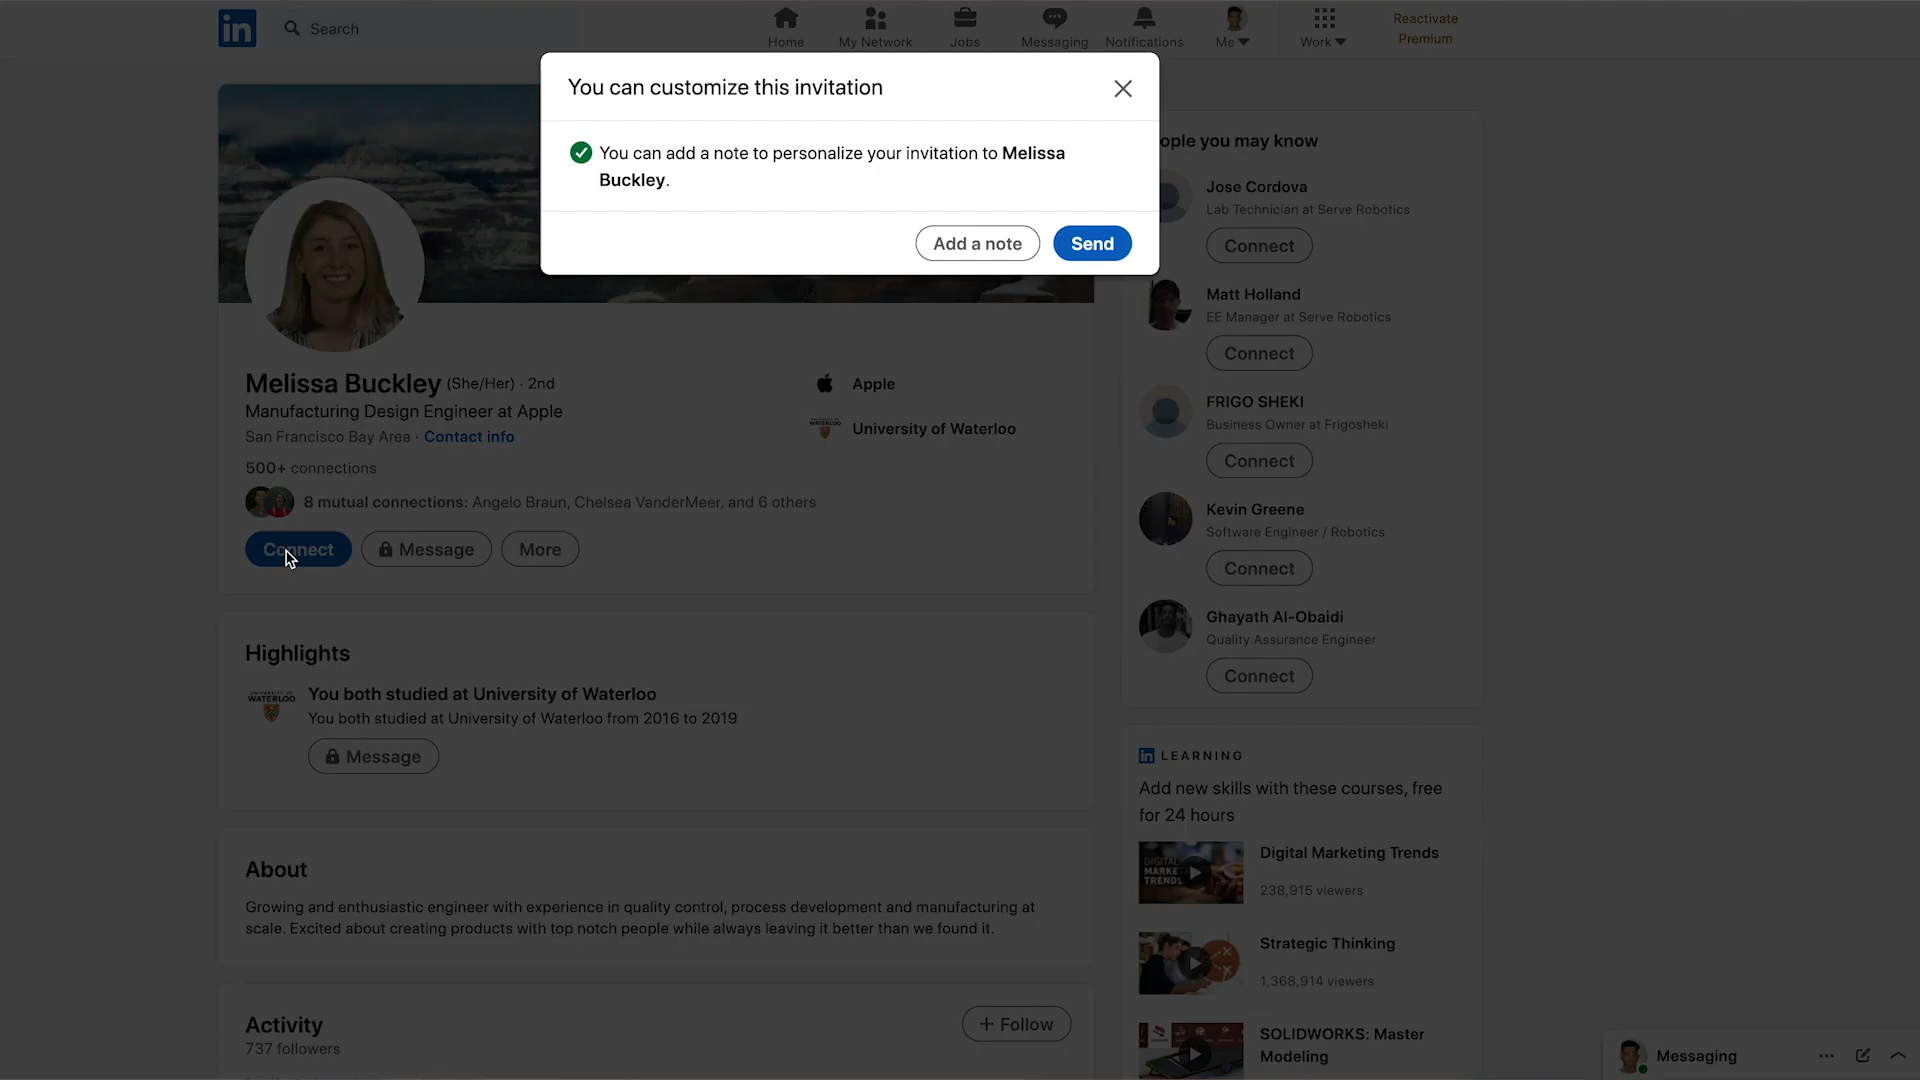 in
Search
Home
My Network
Jobs
Messaging
Notifications
Me
Work
Reactivate
Premium
You can customize this invitation
You can add a note to personalize your invitation to Melissa
Buckley.
Add a note
Send
Melissa Buckley (She/Her) · 2nd
Manufacturing Design Engineer at Apple
San Francisco Bay Area · Contact info
500+ connections
8 mutual connections: Angelo Braun, Chelsea VanderMeer, and 6 others
Connect
Message
More
Apple
WATERLOO
University of Waterloo
Highlights
WATERLOO
You both studied at University of Waterloo
You both studied at University of Waterloo from 2016 to 2019
Message
About
Growing and enthusiastic engineer with experience in quality control, process development and manufacturing at
scale. Excited about creating products with top notch people while always leaving it better than we found it.
Activity
737 followers
+ Follow
ople you may know
Jose Cordova
Lab Technician at Serve Robotics
Connect
Matt Holland
EE Manager at Serve Robotics
Connect
FRIGO SHEKI
Business Owner at Frigosheki
Connect
Kevin Greene
Software Engineer / Robotics
Connect
Ghayath Al-Obaidi
Quality Assurance Engineer
Connect
in LEARNING
Add new skills with these courses, free
for 24 hours
DIGITAL
MARKE
TRENDS
Digital Marketing Trends
238,915 viewers
Strategic Thinking
1,368,914 viewers
SOLIDWORKS: Master
Modeling
Messaging